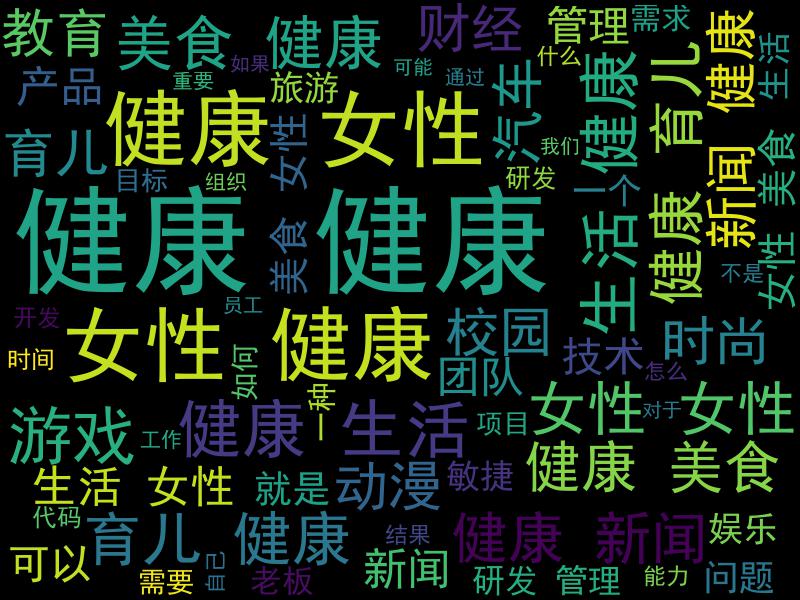 教育 美食 健康 财经 管理 需求 健康 生活
产品 重要 如果 旅游 可能 通过 什么 汽车 健康 育儿
健康 女性
育儿 目标 组织 女性 我们 研发 一个 新闻 美食
健康 健康
美食 生活 健康 女性 不是
开发 员工
时间 女性 如何 健康 校园 团队 技术 怎么 时尚
游戏 工作 健康 一种 生活 项目 女性 对于 女性
生活 女性 就是 动漫 敏捷 健康 美食
代码 育儿 健康 结果 健康 新闻 娱乐
可以 需要 自己 老板 新闻 研发 管理 能力 问题